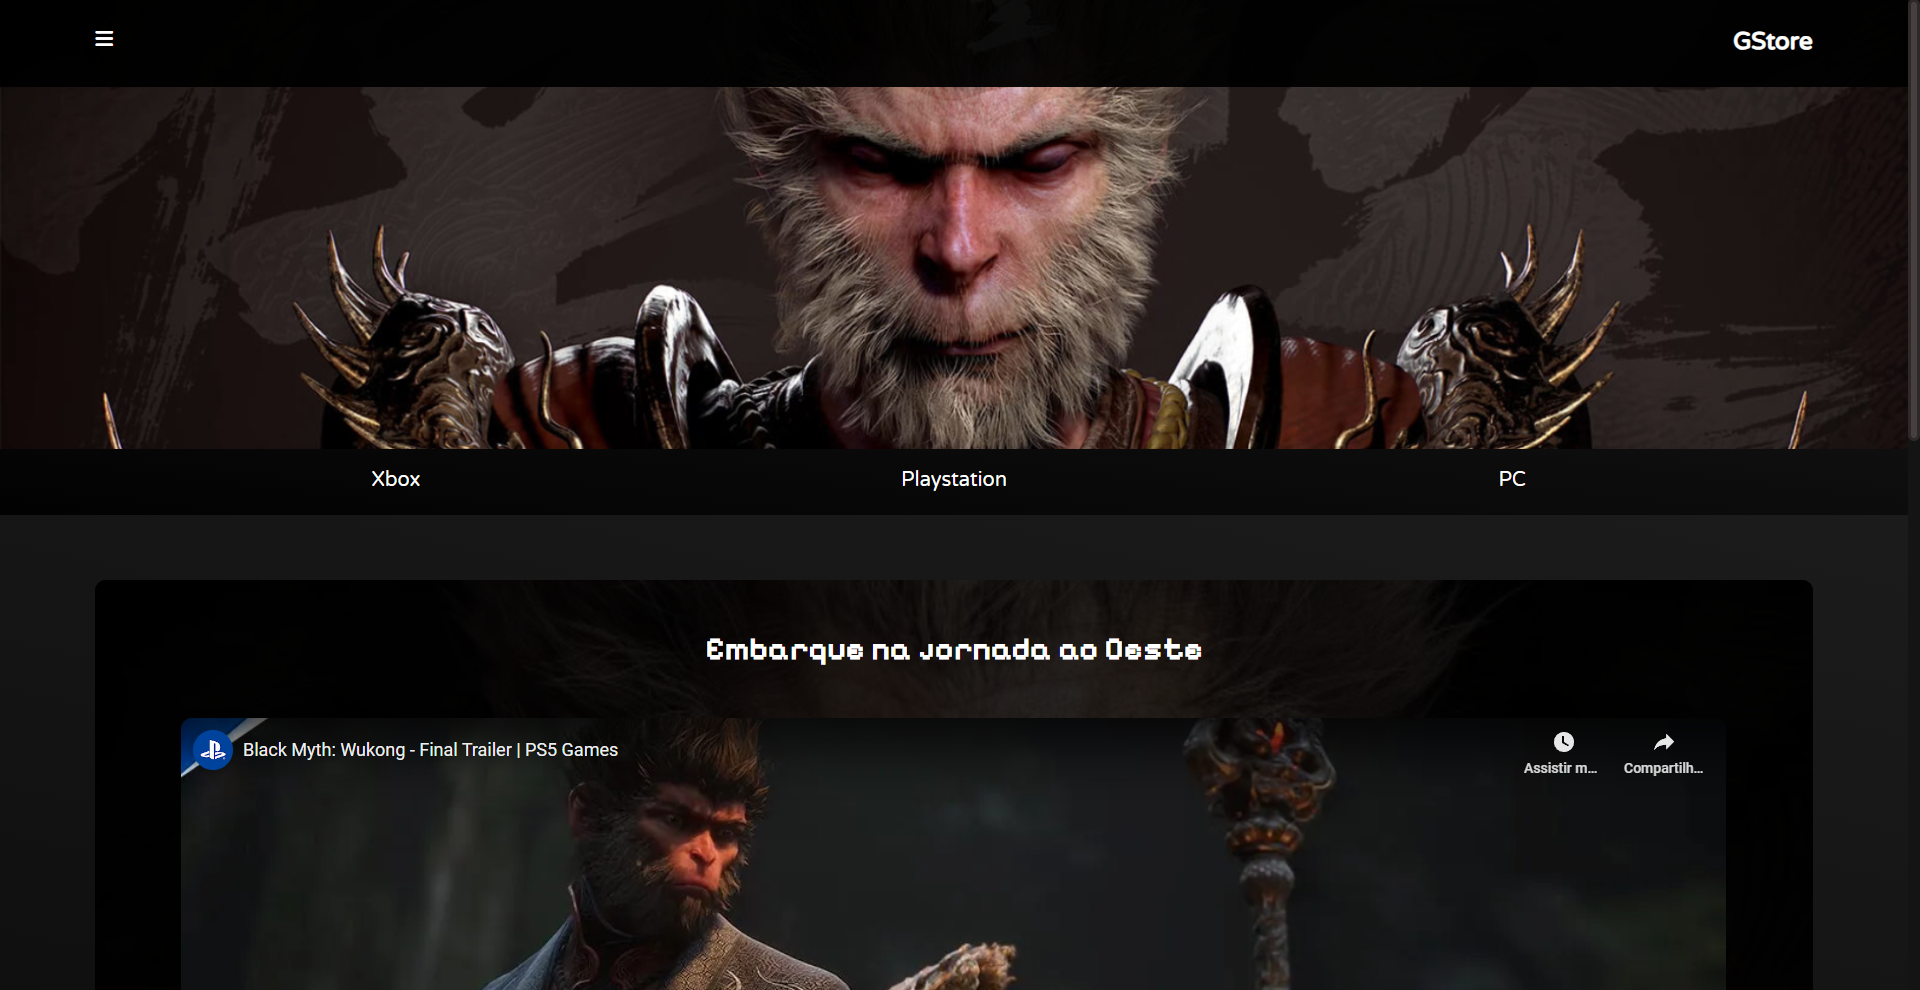 GStore
Xbox
Playstation
PC
Embarque na Jornada ao Oeste
Black Myth: Wukong - Final Trailer | PS5 Games
Assistir m...
Compartilh...